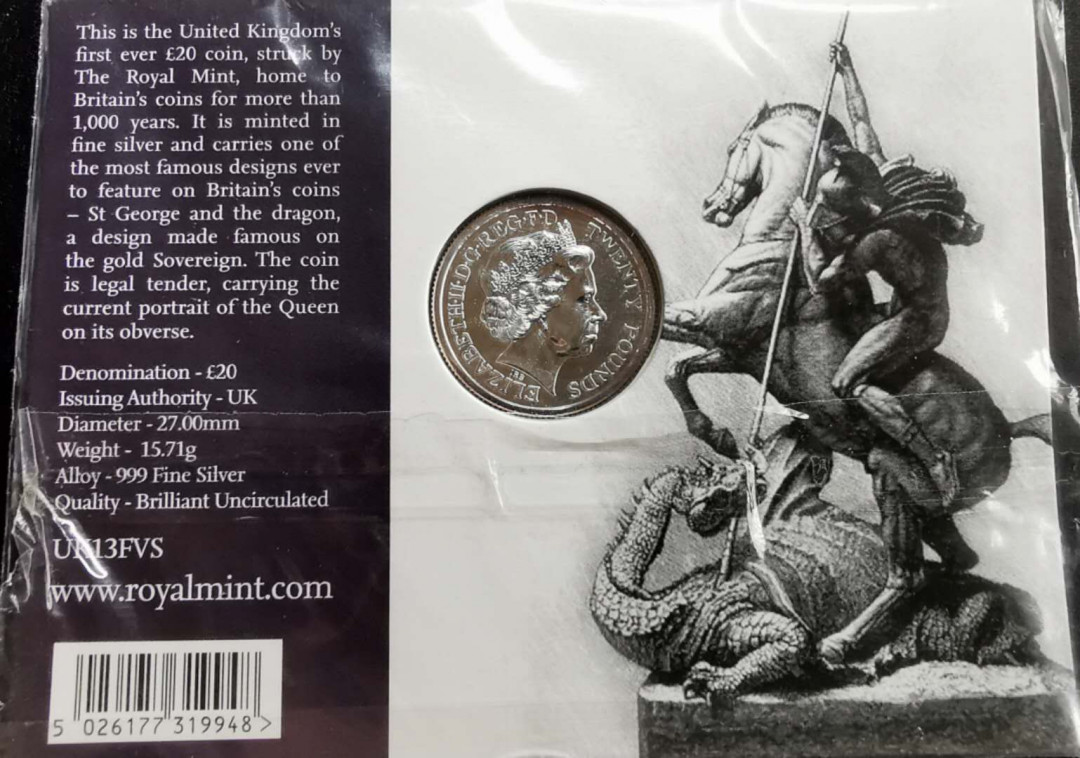 This is the United Kingdom's
first ever £20 coin, struck by
The Royal Mint, home to
Britain's coins for more than
1,000 years. It is minted in
fine silver and carries one of
the most famous designs ever
to feature on Britain's coins
– St George and the dragon,
a design made famous on
the gold Sovereign. The coin
is legal tender, carrying the
current portrait of the Queen
on its obverse.
Denomination - £20
Issuing Authority - UK
Diameter - 27.00mm
Weight - 15.71g
Alloy - 999 Fine Silver
Quality - Brilliant Uncirculated
UK13FVS
www.royalmint.com
5 026177 319948 >
ELIZABETH·II·D·G·REG·F·D
TWENTY POUNDS
IRB